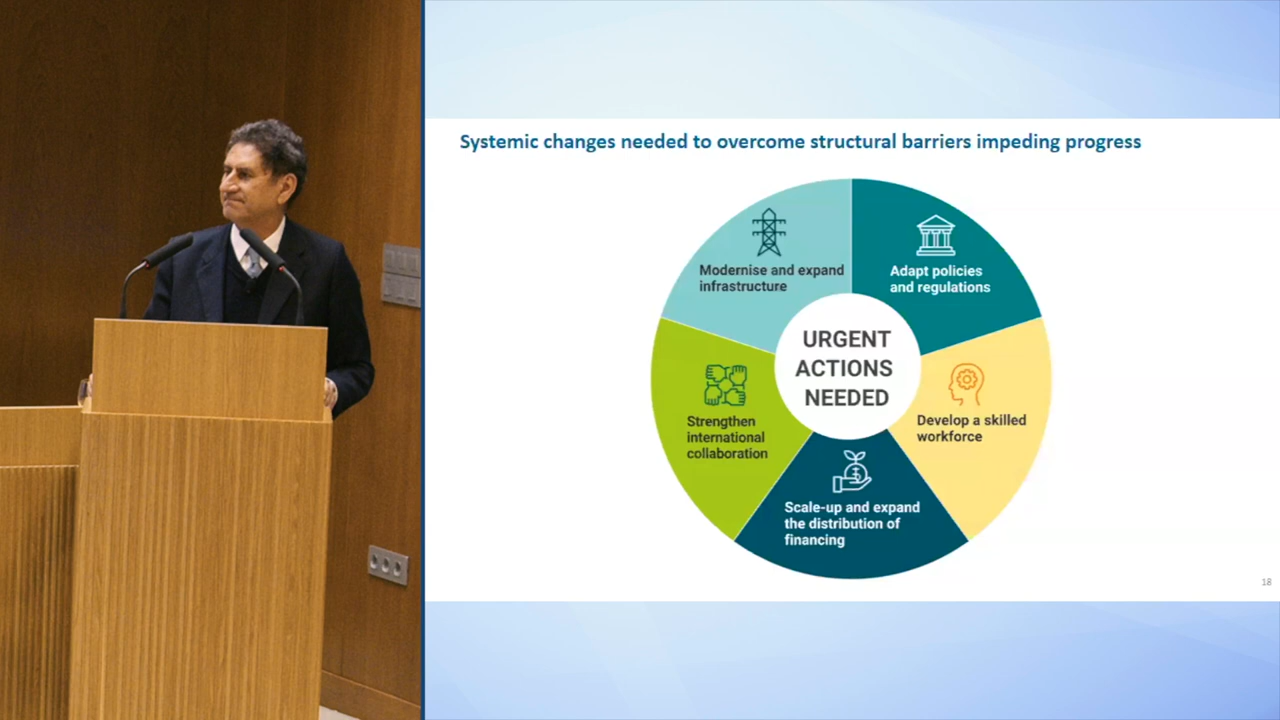 Systemic changes needed to overcome structural barriers impeding progress
Modernise and expand
infrastructure
Adapt policies
and regulations
URGENT
ACTIONS
NEEDED
Strengthen
international
collaboration
Develop a skilled
workforce
Scale-up and expand
the distribution of
financing
18